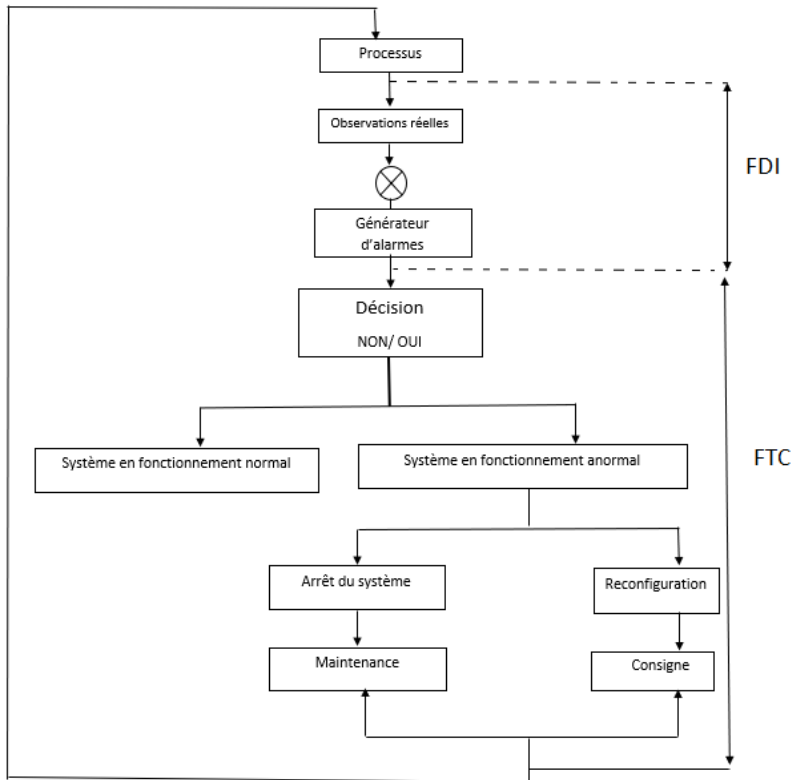 Processus
Observations réelles
FDI
Générateur
d'alarmes
Décision
NON/ OUI
Système en fonctionnement normal
Système en fonctionnement anormal
FTC
Arrêt du système
Reconfiguration
Maintenance
Consigne